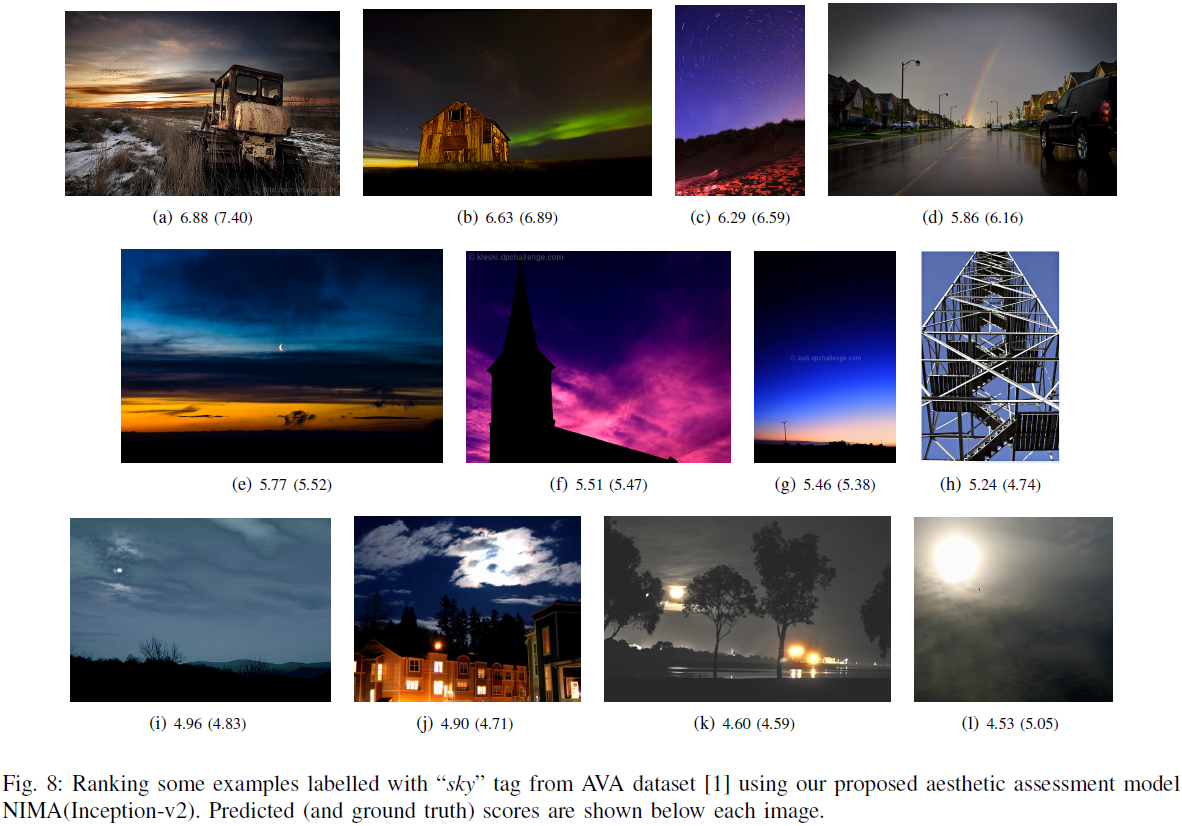 (a) 6.88 (7.40)
(b) 6.63 (6.89)
(c) 6.29 (6.59)
(d) 5.86 (6.16)
© kleski.dpchallenge.com
© Jodi.dpchallenge.com
(e) 5.77 (5.52)
(f) 5.51 (5.47)
(g) 5.46 (5.38)
(h) 5.24 (4.74)
(i) 4.96 (4.83)
(j) 4.90 (4.71)
(k) 4.60 (4.59)
(l) 4.53 (5.05)
Fig. 8: Ranking some examples labelled with “sky” tag from AVA dataset [1] using our proposed aesthetic assessment model
NIMA(Inception-v2). Predicted (and ground truth) scores are shown below each image.